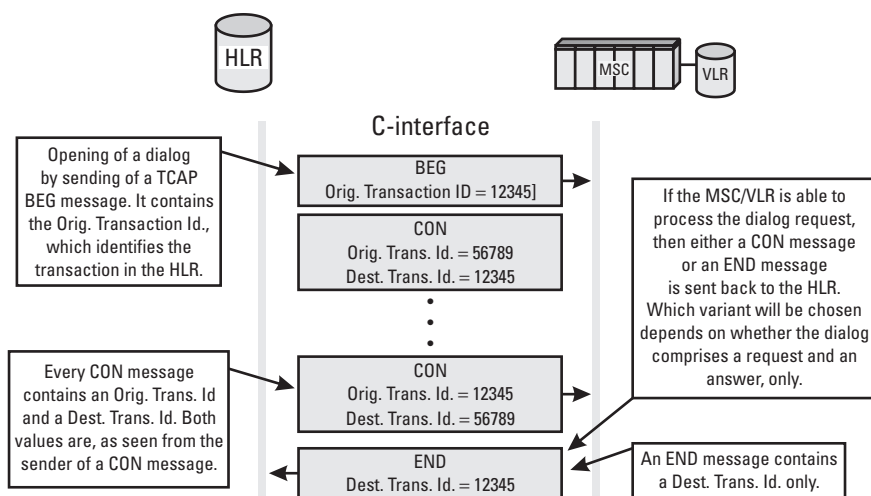 HLR
MSC
VLR
C-interface
Opening of a dialog
by sending of a TCAP
BEG message. It contains
the Orig. Transaction Id.,
which identifies the
transaction in the HLR.
BEG
Orig. Transaction ID = 12345]
CON
Orig. Trans. Id. = 56789
Dest. Trans. Id. = 12345
If the MSC/VLR is able to
process the dialog request,
then either a CON message
or an END message
is sent back to the HLR.
Which variant will be chosen
depends on whether the dialog
comprises a request and an
answer, only.
Every CON message
contains an Orig. Trans. Id
and a Dest. Trans. Id. Both
values are, as seen from the
sender of a CON message.
CON
Orig. Trans. Id. = 12345
Dest. Trans. Id. = 56789
END
Dest. Trans. Id. = 12345
An END message contains
a Dest. Trans. Id. only.